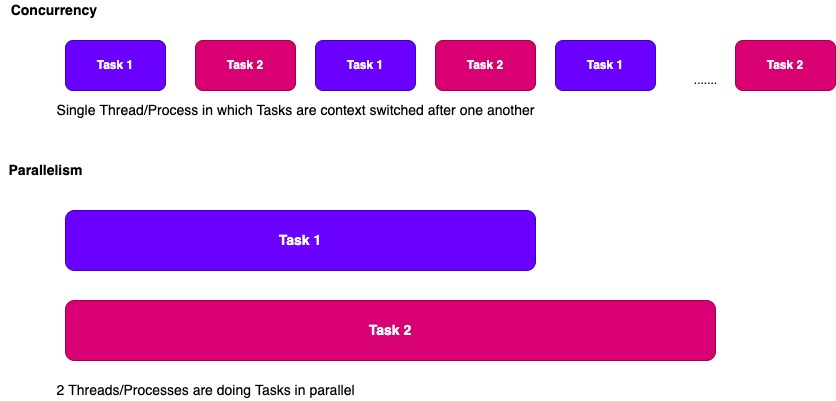 Concurrency
Task 1
Task 2
Task 1
Task 2
Task 1
.......
Task 2
Single Thread/Process in which Tasks are context switched after one another
Parallelism
Task 1
Task 2
2 Threads/Processes are doing Tasks in parallel